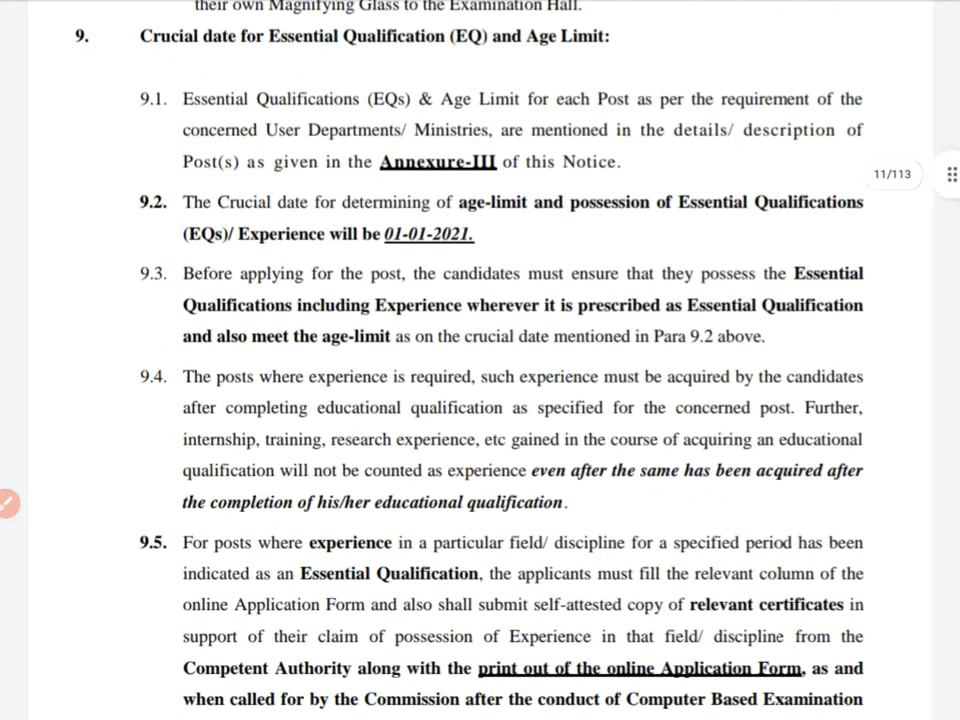 their own Magnifying Glass to the Examination Hall.
9. Crucial date for Essential Qualification (EQ) and Age Limit:
9.1. Essential Qualifications (EQs) & Age Limit for each Post as per the requirement of the
concerned User Departments/ Ministries, are mentioned in the details/ description of
Post(s) as given in the Annexure-III of this Notice.
11/113
9.2. The Crucial date for determining of age-limit and possession of Essential Qualifications
(EQs)/ Experience will be 01-01-2021.
9.3. Before applying for the post, the candidates must ensure that they possess the Essential
Qualifications including Experience wherever it is prescribed as Essential Qualification
and also meet the age-limit as on the crucial date mentioned in Para 9.2 above.
9.4. The posts where experience is required, such experience must be acquired by the candidates
after completing educational qualification as specified for the concerned post. Further,
internship, training, research experience, etc gained in the course of acquiring an educational
qualification will not be counted as experience even after the same has been acquired after
the completion of his/her educational qualification.
9.5. For posts where experience in a particular field/ discipline for a specified period has been
indicated as an Essential Qualification, the applicants must fill the relevant column of the
online Application Form and also shall submit self-attested copy of relevant certificates in
support of their claim of possession of Experience in that field/ discipline from the
Competent Authority along with the print out of the online Application Form, as and
when called for by the Commission after the conduct of Computer Based Examination